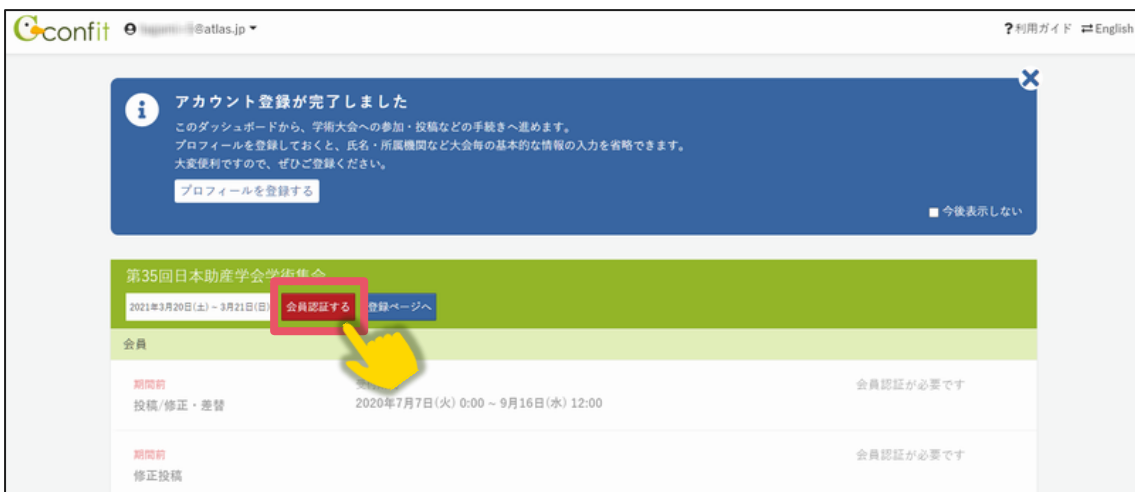 confit @atlas.jp
?利用ガイド ⇄English
アカウント登録が完了しました
このダッシュボードから、学術大会への参加・投稿などの手続きへ進めます。
プロフィールを登録しておくと、氏名・所属機関など大会毎の基本的な情報の入力を省略できます。
大変便利ですので、ぜひご登録ください。
プロフィールを登録する
今後表示しない
第35回日本助産学会学術集会
2021年3月20日(土) ~ 3月21日(日) 会員認証する 登録ページへ
会員
期間前
投稿/修正・差替
2020年7月7日(火) 0:00 ~ 9月16日(水) 12:00
会員認証が必要です
期間前
修正投稿
会員認証が必要です